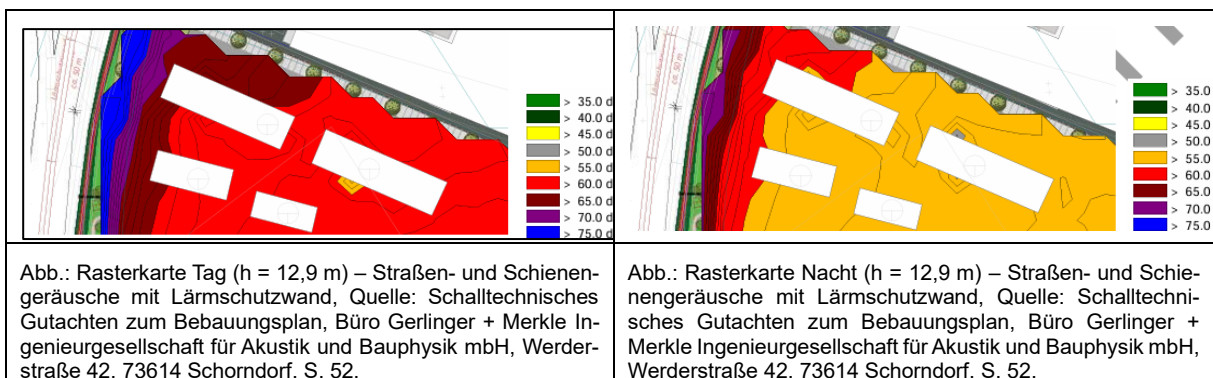 Lärmschutzwand
ca. 50 m
> 35.0 d
> 40.0 d
> 45.0 d
> 50.0 d
> 55.0 d
> 60.0 d
> 65.0 d
> 70.0 d
> 75.0 d
Abb.: Rasterkarte Tag (h = 12,9 m) – Straßen- und Schienen-
geräusche mit Lärmschutzwand, Quelle: Schalltechnisches
Gutachten zum Bebauungsplan, Büro Gerlinger + Merkle In-
genieurgesellschaft für Akustik und Bauphysik mbH, Werder-
straße 42, 73614 Schorndorf, S. 52.
ca. 50 m
> 35.0
> 40.0
> 45.0
> 50.0
> 55.0
> 60.0
> 65.0
> 70.0
> 75.0
Abb.: Rasterkarte Nacht (h = 12,9 m) – Straßen- und Schie-
nengeräusche mit Lärmschutzwand, Quelle: Schalltechni-
sches Gutachten zum Bebauungsplan, Büro Gerlinger +
Merkle Ingenieurgesellschaft für Akustik und Bauphysik mbH,
Werderstraße 42, 73614 Schorndorf, S. 52.